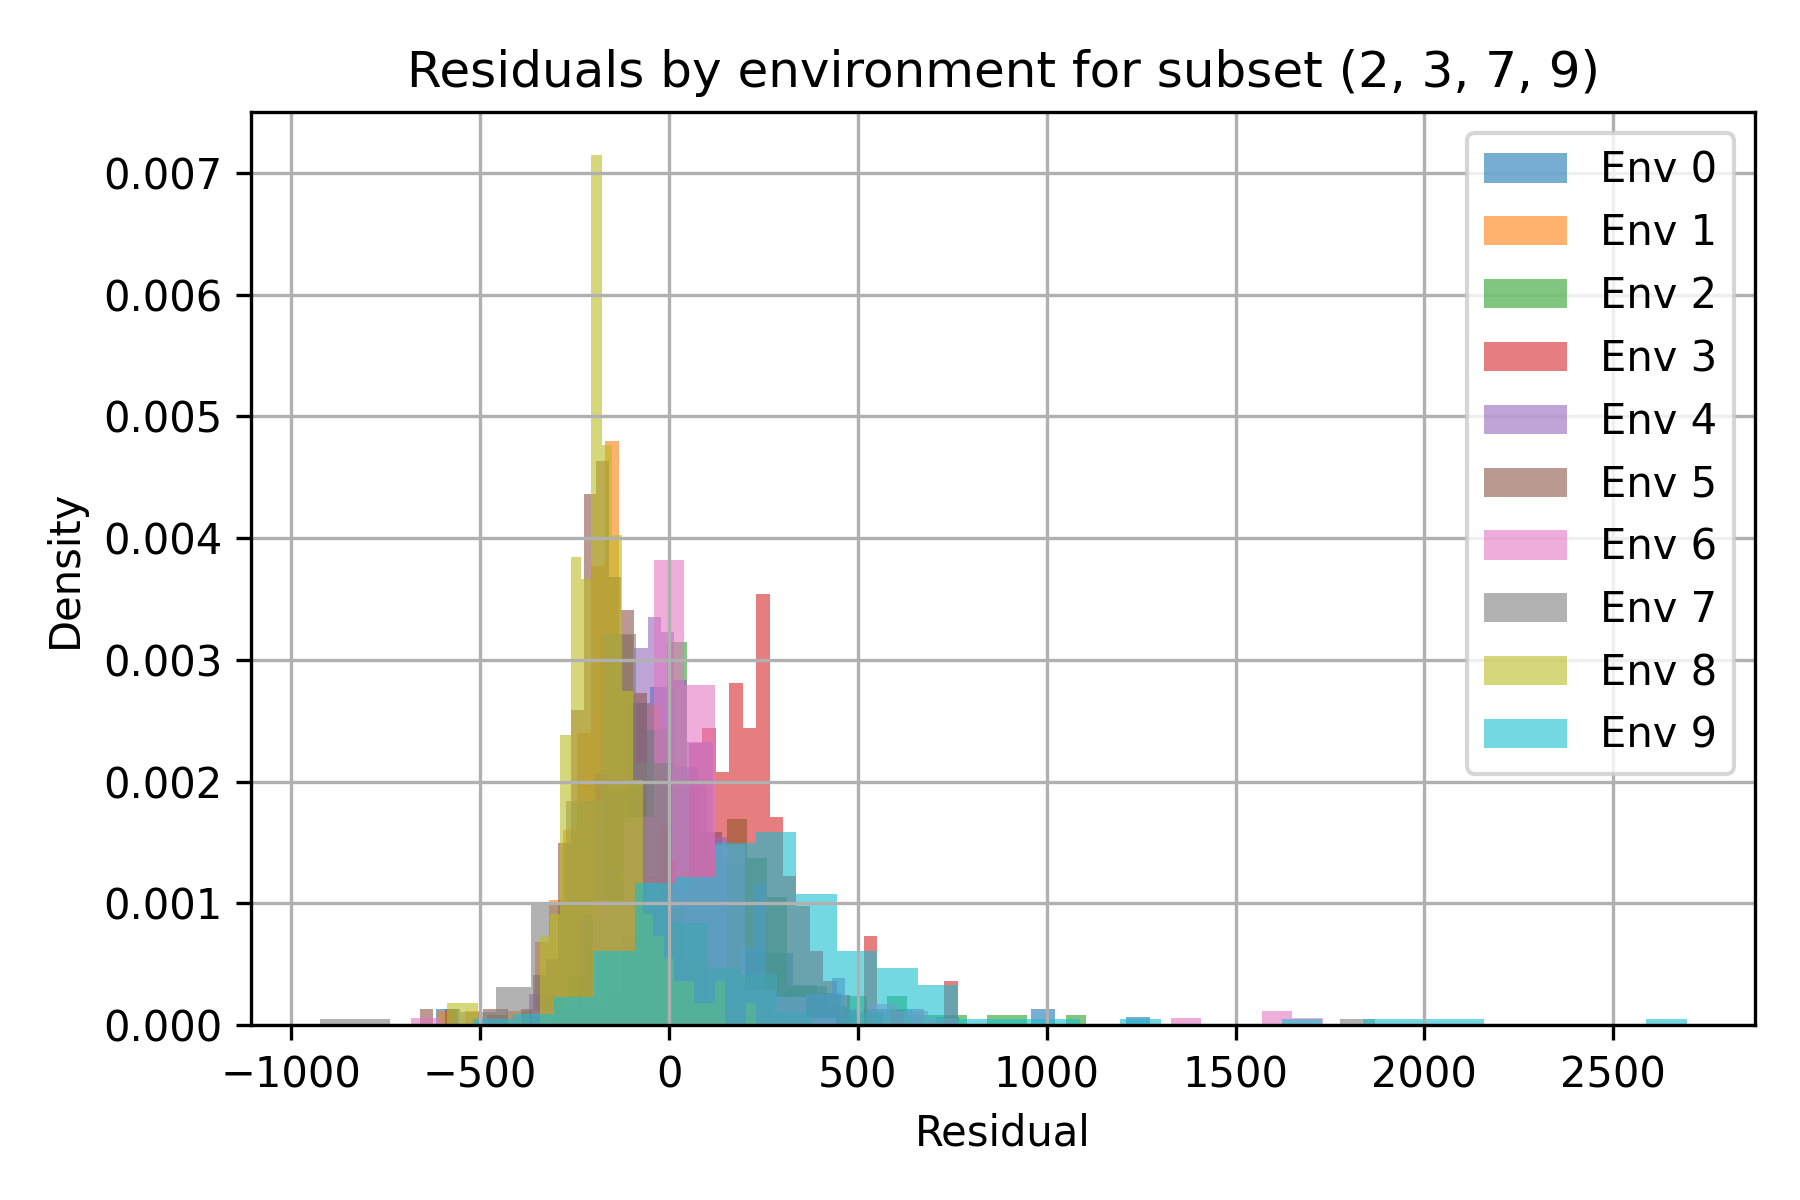 Residuals by environment for subset (2, 3, 7, 9)
0.007
0.006
0.005
0.004
0.003
0.002
0.001
0.000
Density
−1000
−500
0
500
1000
1500
2000
2500
Residual
Env 0
Env 1
Env 2
Env 3
Env 4
Env 5
Env 6
Env 7
Env 8
Env 9